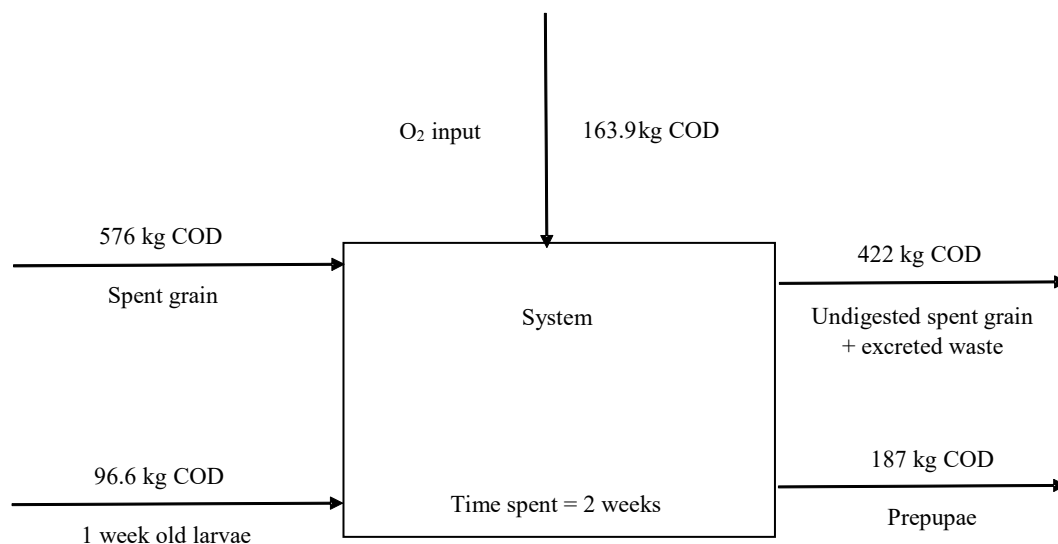 O₂ input
163.9kg COD
576 kg COD
Spent grain
System
422 kg COD
Undigested spent grain
+ excreted waste
96.6 kg COD
1 week old larvae
Time spent = 2 weeks
187 kg COD
Prepupae